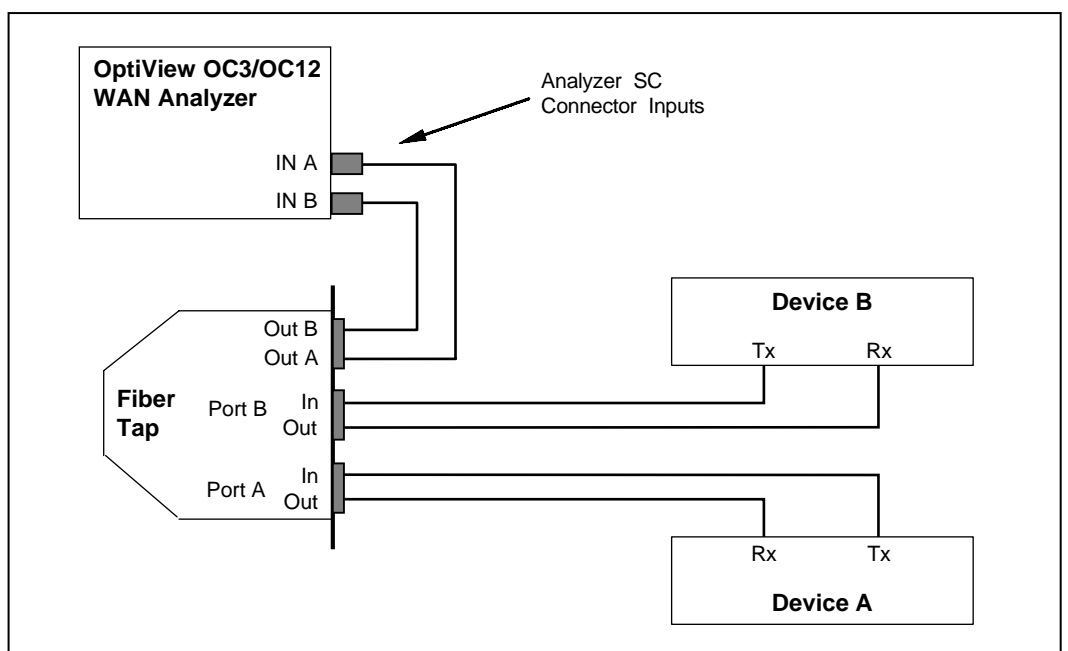 OptiView OC3/OC12
WAN Analyzer
Analyzer SC
Connector Inputs
IN A
IN B
Out B
Out A
Fiber
Tap
Port B
In
Out
Port A
In
Out
Device B
Tx
Rx
Rx
Tx
Device A